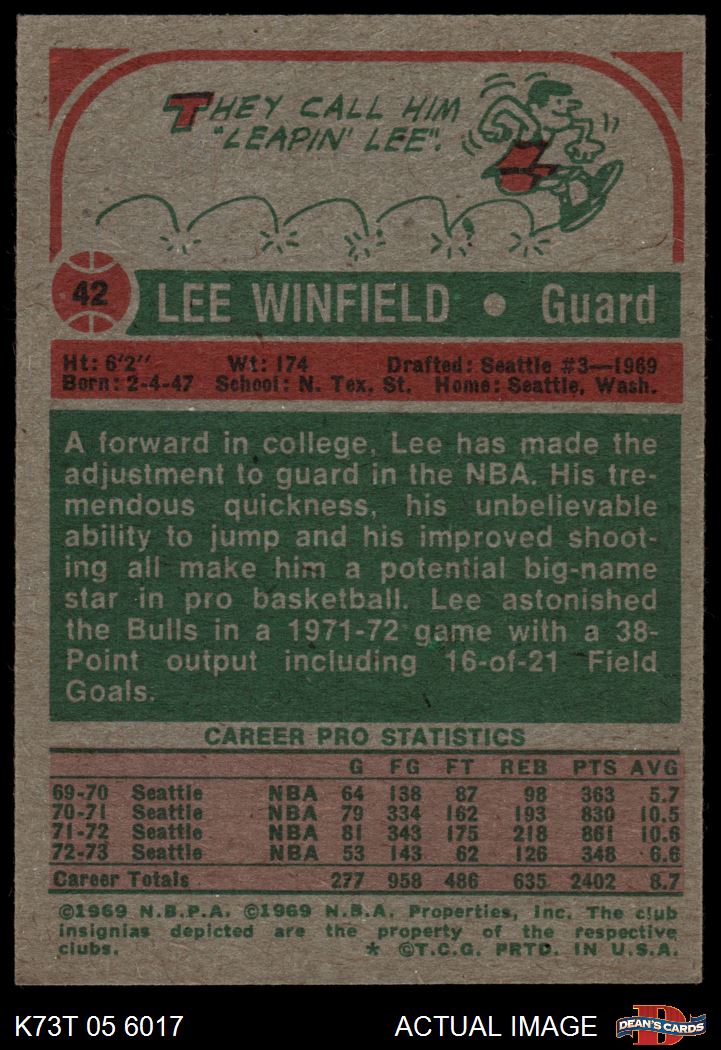 THEY CALL HIM
"LEAPIN' LEE".
42 LEE WINFIELD • Guard
Ht: 6'2" Wt: 174 Drafted: Seattle #3—1969
Born: 2-4-47 School: N. Tex. St. Home: Seattle, Wash.
A forward in college, Lee has made the
adjustment to guard in the NBA. His tre-
mendous quickness, his unbelievable
ability to jump and his improved shoot-
ing all make him a potential big-name
star in pro basketball. Lee astonished
the Bulls in a 1971-72 game with a 38-
Point output including 16-of-21 Field
Goals.
CAREER PRO STATISTICS
G FG FT REB PTS AVG
69-70 Seattle NBA 64 138 87 98 363 5.7
70-71 Seattle NBA 79 334 162 193 830 10.5
71-72 Seattle NBA 81 343 175 218 861 10.6
72-73 Seattle NBA 53 143 62 126 348 6.6
Career Totals 277 958 486 635 2402 8.7
©1969 N.B.P.A. ©1969 N.B.A. Properties, Inc. The club
insignias depicted are the property of the respective
clubs. * ©T.C.G. PRTD. IN U.S.A.
K73T 05 6017 ACTUAL IMAGE D DEAN'S CARDS